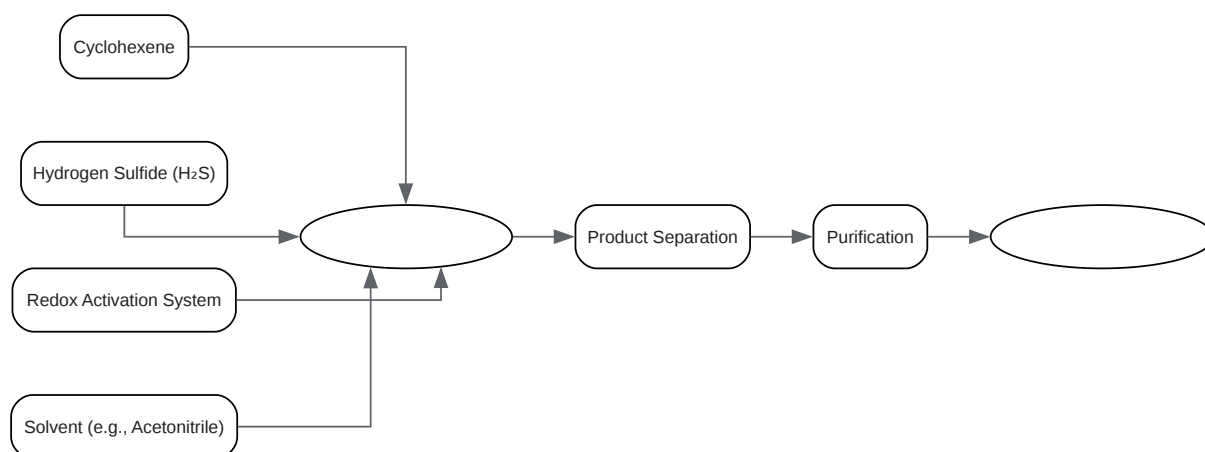 Cyclohexene
Hydrogen Sulfide (H₂S)
Redox Activation System
Solvent (e.g., Acetonitrile)
Product Separation
Purification